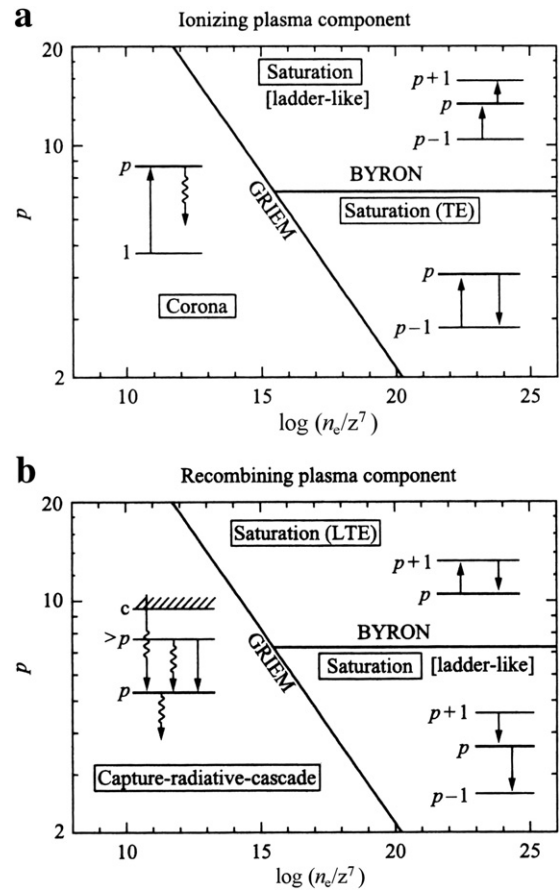 a
Ionizing plasma component
20
Saturation
[ladder-like]
p+1
p
p−1
10
BYRON
Saturation (TE)
GRIEM
p
p
1
Corona
p
p−1
2
10
15
20
25
log (nₑ/z⁷)
b
Recombining plasma component
20
Saturation (LTE)
p+1
p
c
>p
10
BYRON
Saturation [ladder-like]
GRIEM
p
p
p+1
p
p−1
Capture-radiative-cascade
2
10
15
20
25
log (nₑ/z⁷)